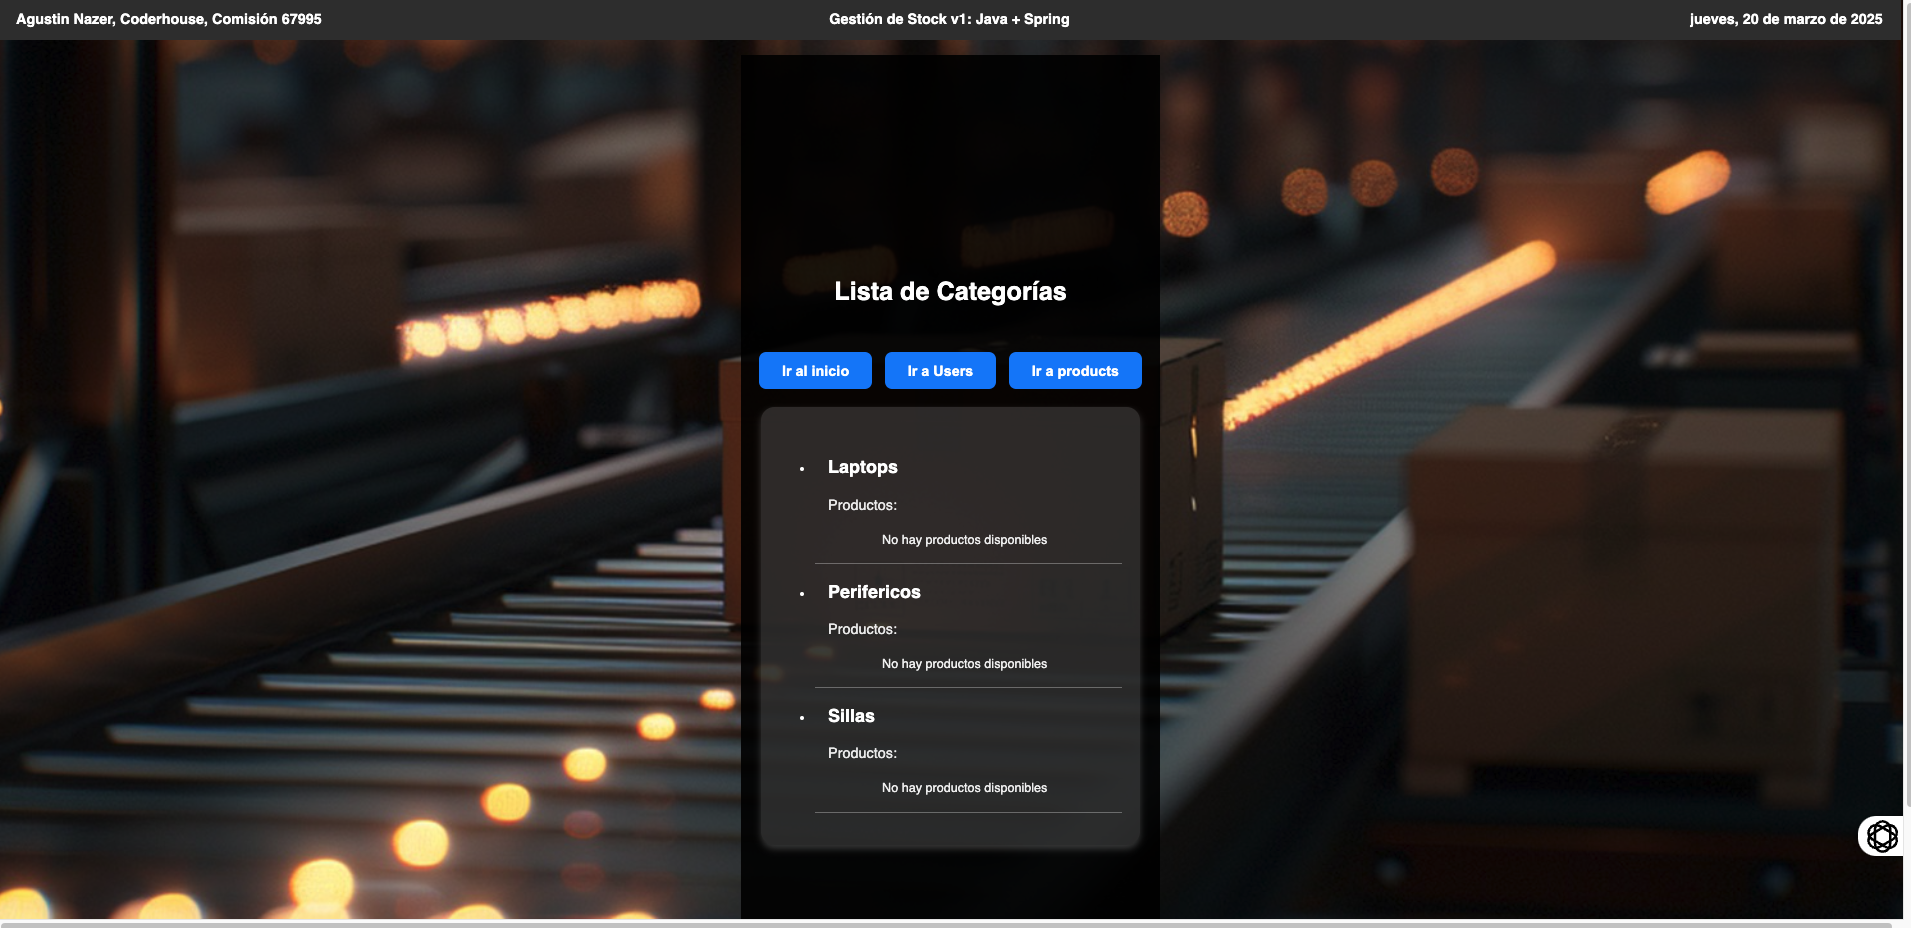 Agustin Nazer, Coderhouse, Comisión 67995
Gestión de Stock v1: Java + Spring
jueves, 20 de marzo de 2025
Lista de Categorías
Ir al inicio
Ir a Users
Ir a products
Laptops
Productos:
No hay productos disponibles
Perifericos
Productos:
No hay productos disponibles
Sillas
Productos:
No hay productos disponibles